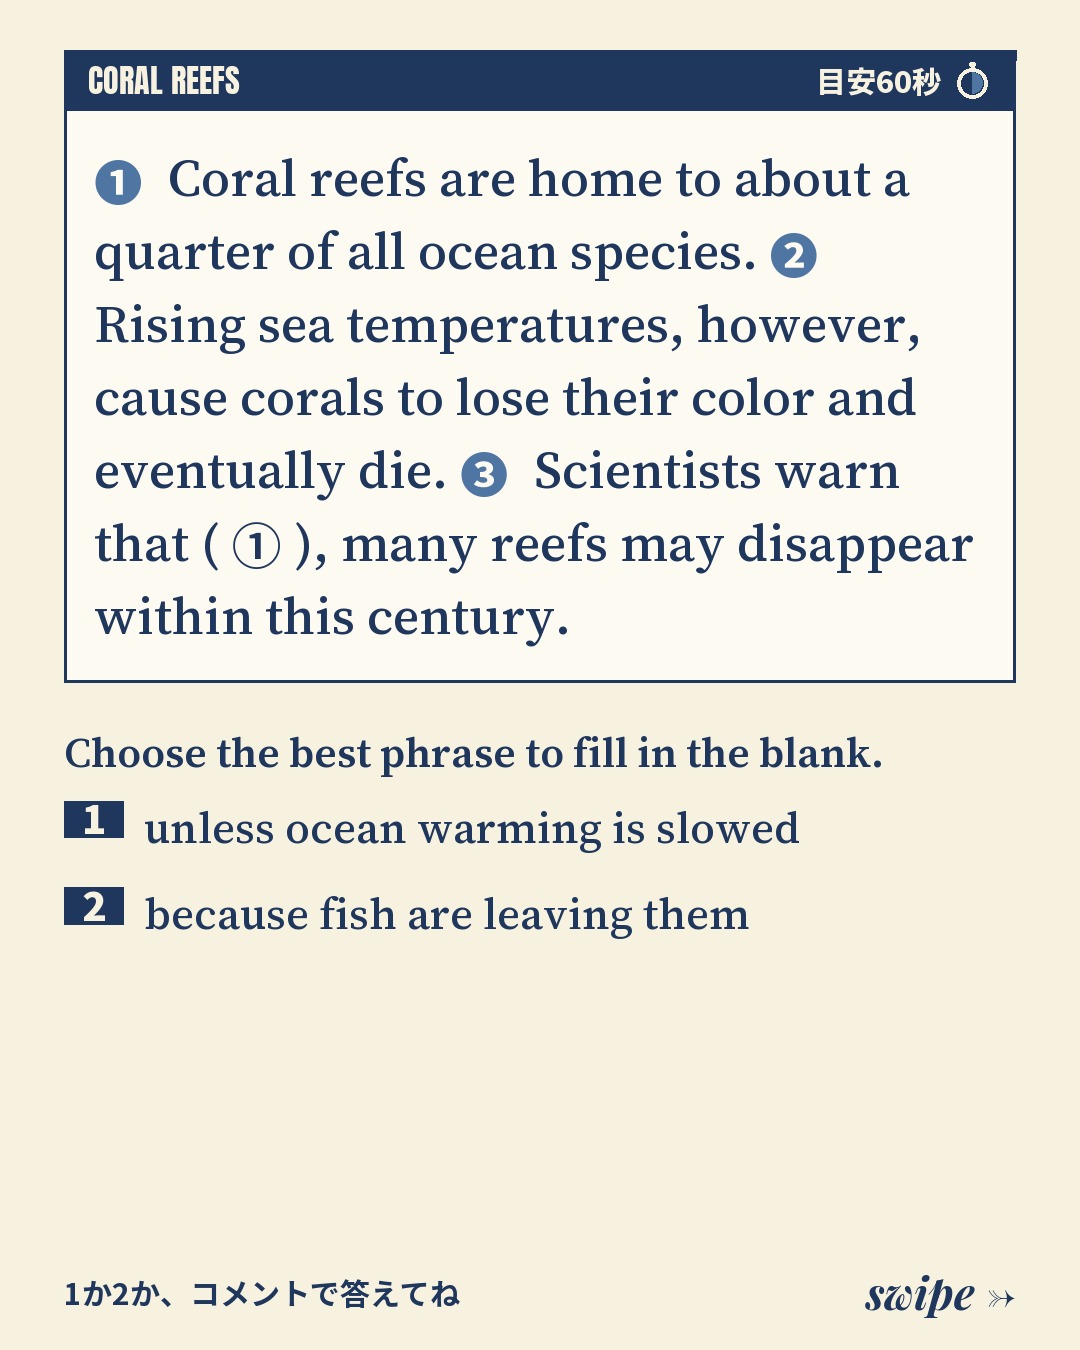 CORAL REEFS
目安60秒
❶ Coral reefs are home to about a
quarter of all ocean species. ❷
Rising sea temperatures, however,
cause corals to lose their color and
eventually die. ❸ Scientists warn
that ( ① ), many reefs may disappear
within this century.
Choose the best phrase to fill in the blank.
1 unless ocean warming is slowed
2 because fish are leaving them
1か2か、コメントで答えてね
swipe